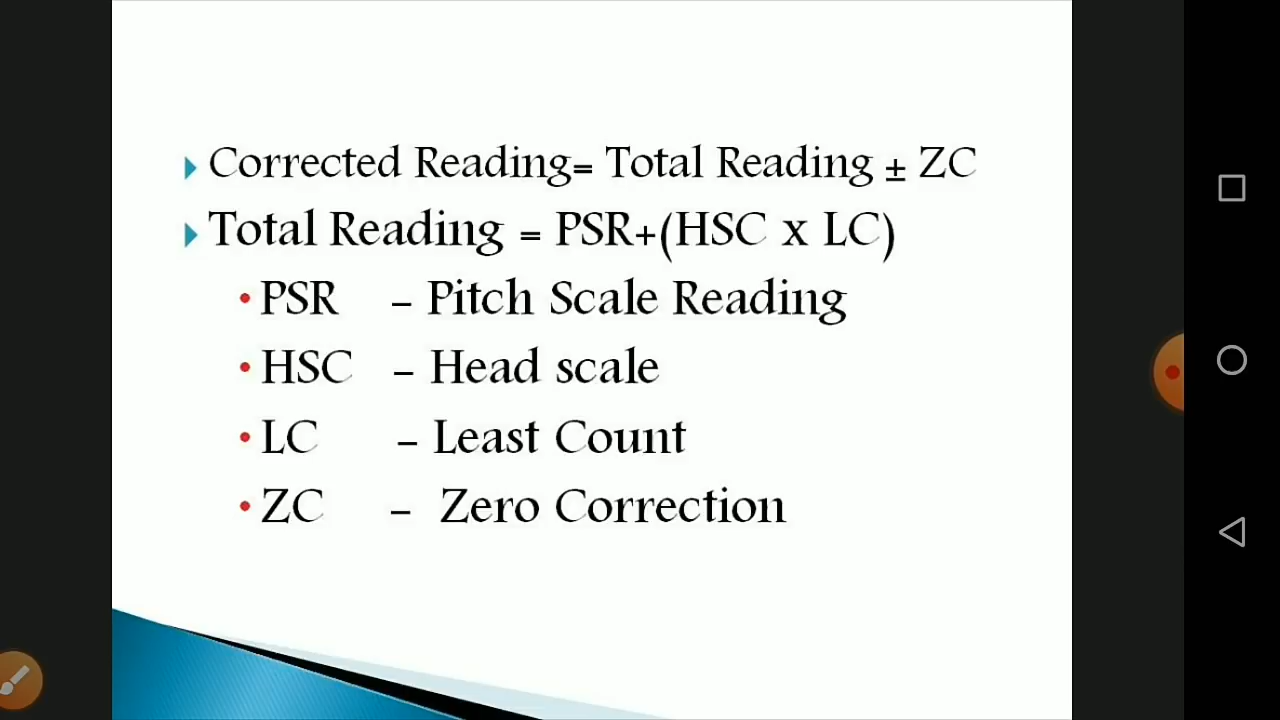 Corrected Reading= Total Reading ± ZC
Total Reading = PSR+(HSC x LC)
• PSR – Pitch Scale Reading
• HSC – Head scale
• LC – Least Count
• ZC – Zero Correction